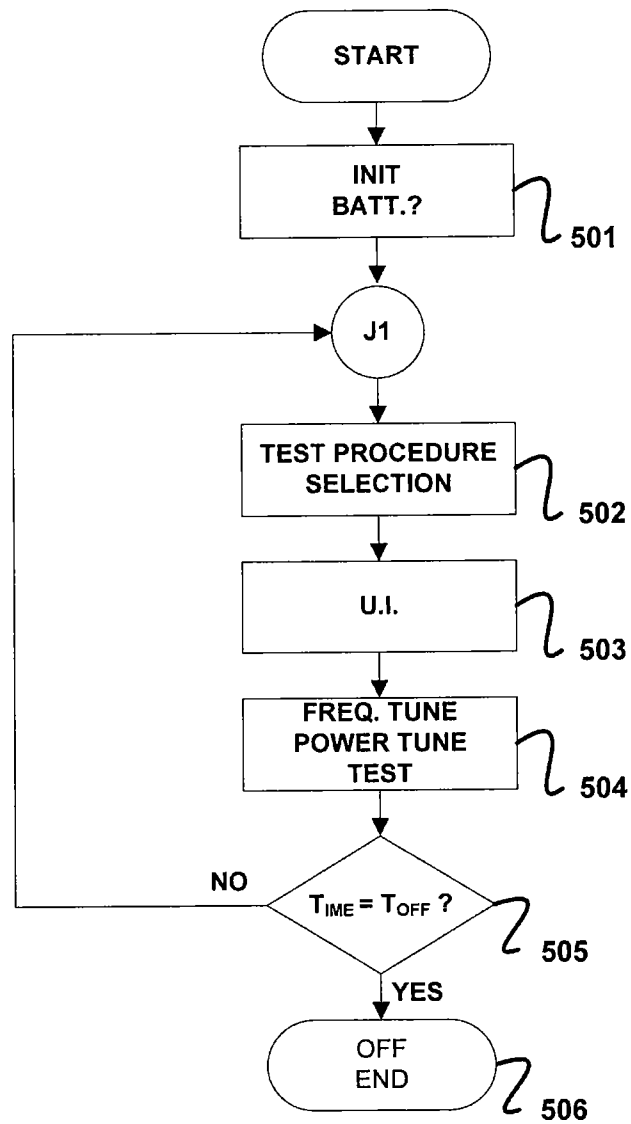 START
INIT
BATT.?
501
J1
TEST PROCEDURE
SELECTION
502
U.I.
503
FREQ. TUNE
POWER TUNE
TEST
504
NO
TIME = TOFF ?
505
YES
OFF
END
506